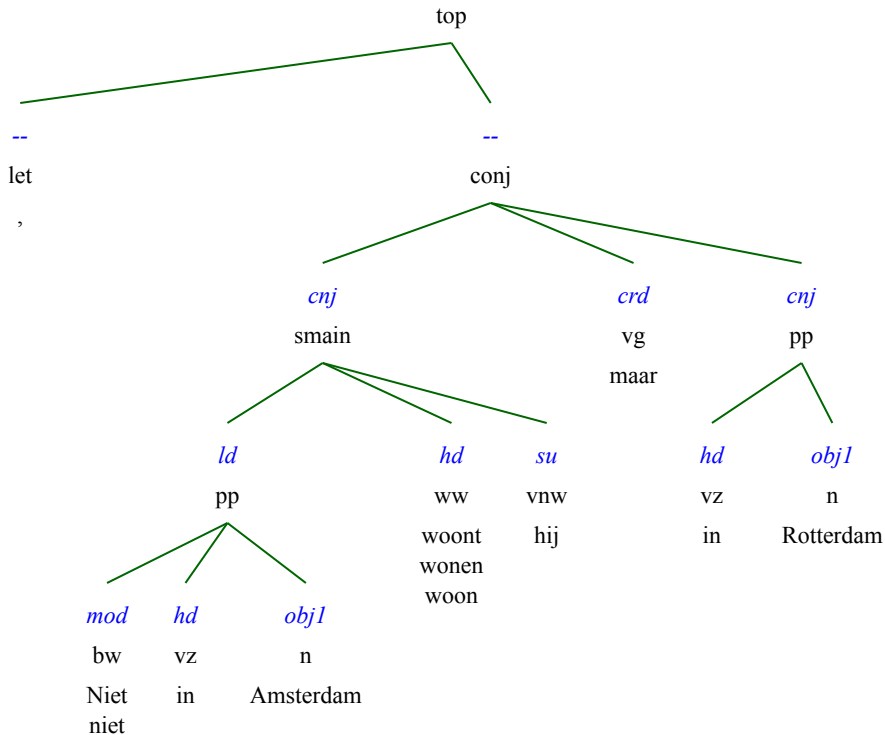 top
-- --
let conj
,
cnj crd cnj
smain vg pp
maar
ld hd su hd obj1
pp ww vnw vz n
woont hij in Rotterdam
wonen
woon
mod hd obj1
bw vz n
Niet in Amsterdam
niet